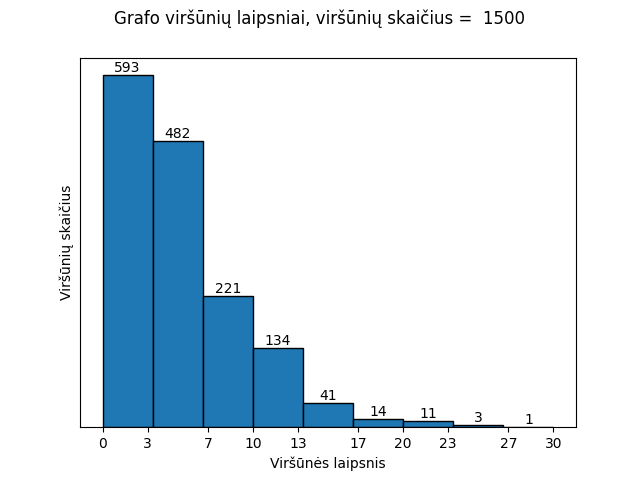 Grafo viršūnių laipsniai, viršūnių skaičius =  1500
593
482
221
134
41
14
11
3
1
Viršūnių skaičius
0 3 7 10 13 17 20 23 27 30
Viršūnės laipsnis